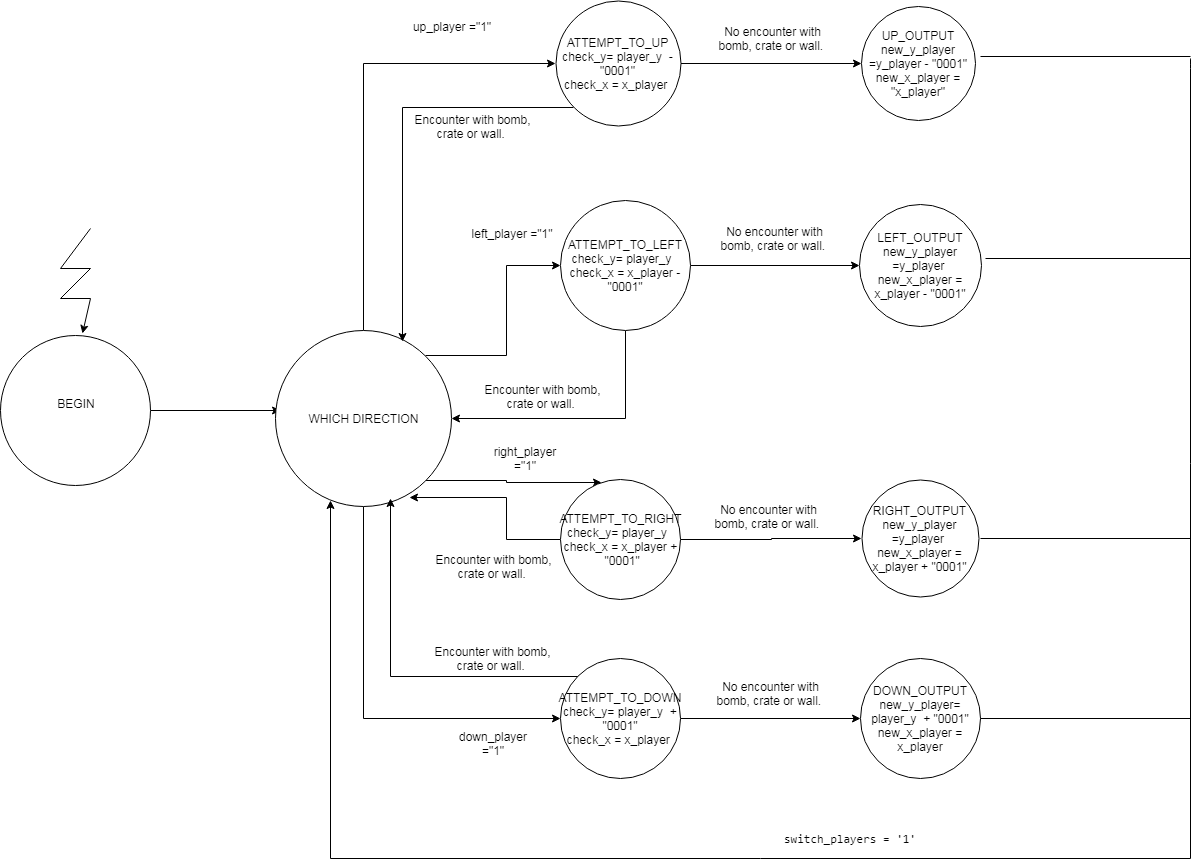 up_player ="1"
ATTEMPT_TO_UP
check_y= player_y -
"0001"
check_x = x_player
No encounter with
bomb, crate or wall.
UP_OUTPUT
new_y_player
=y_player - "0001"
new_x_player =
"x_player"
Encounter with bomb,
crate or wall.
left_player ="1"
ATTEMPT_TO_LEFT
check_y= player_y
check_x = x_player -
"0001"
No encounter with
bomb, crate or wall.
LEFT_OUTPUT
new_y_player
=y_player
new_x_player =
x_player - "0001"
BEGIN
WHICH DIRECTION
Encounter with bomb,
crate or wall.
right_player
="1"
ATTEMPT_TO_RIGHT
check_y= player_y
check_x = x_player +
"0001"
No encounter with
bomb, crate or wall.
RIGHT_OUTPUT
new_y_player
=y_player
new_x_player =
x_player + "0001"
Encounter with bomb,
crate or wall.
Encounter with bomb,
crate or wall.
ATTEMPT_TO_DOWN
check_y= player_y +
"0001"
check_x = x_player
No encounter with
bomb, crate or wall.
DOWN_OUTPUT
new_y_player=
player_y + "0001"
new_x_player =
x_player
down_player
="1"
switch_players = '1'